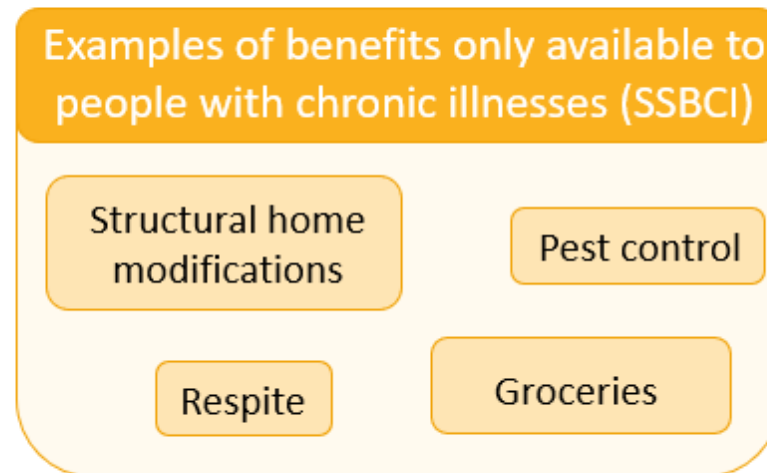 Examples of benefits only available to
people with chronic illnesses (SSBCI)
Structural home
modifications
Pest control
Respite
Groceries